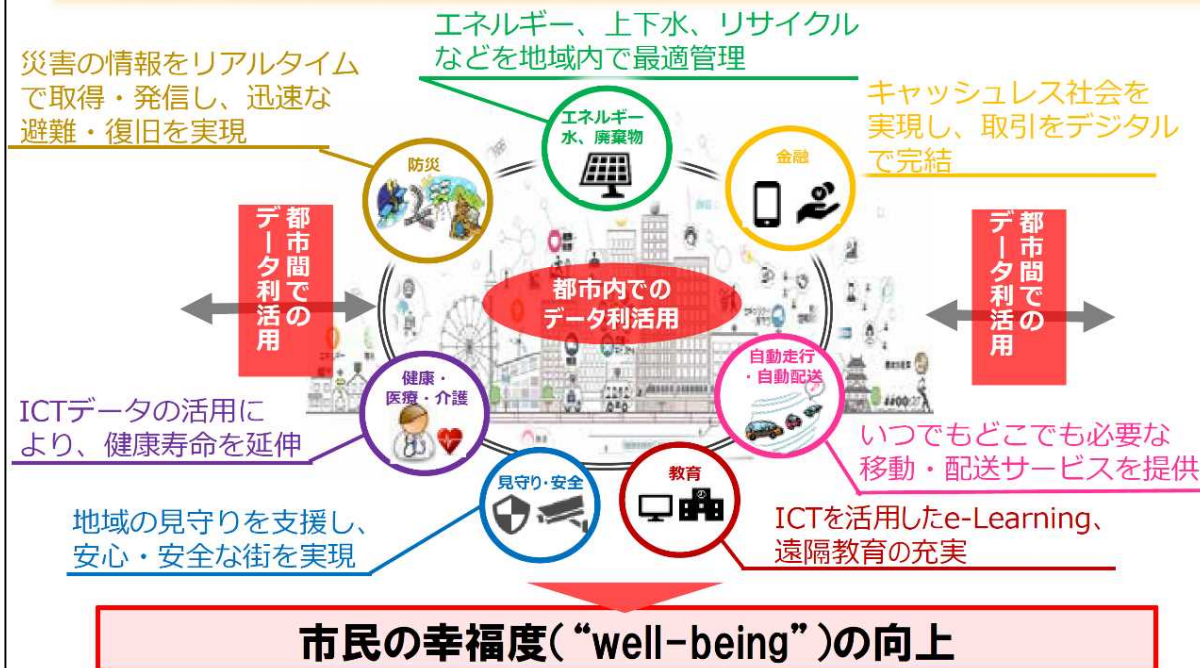 エネルギー、上下水、リサイクル
などを地域内で最適管理
災害の情報をリアルタイム
で取得・発信し、迅速な
避難・復旧を実現
キャッシュレス社会を
実現し、取引をデジタル
で完結
エネルギー
水、廃棄物
防災
金融
都市間での
データ利活用
都市内での
データ利活用
都市間での
データ利活用
健康・
医療・介護
自動走行
・自動配送
ICTデータの活用に
より、健康寿命を延伸
いつでもどこでも必要な
移動・配送サービスを提供
見守り・安全
教育
地域の見守りを支援し、
安心・安全な街を実現
ICTを活用したe-Learning、
遠隔教育の充実
市民の幸福度(“well-being”)の向上